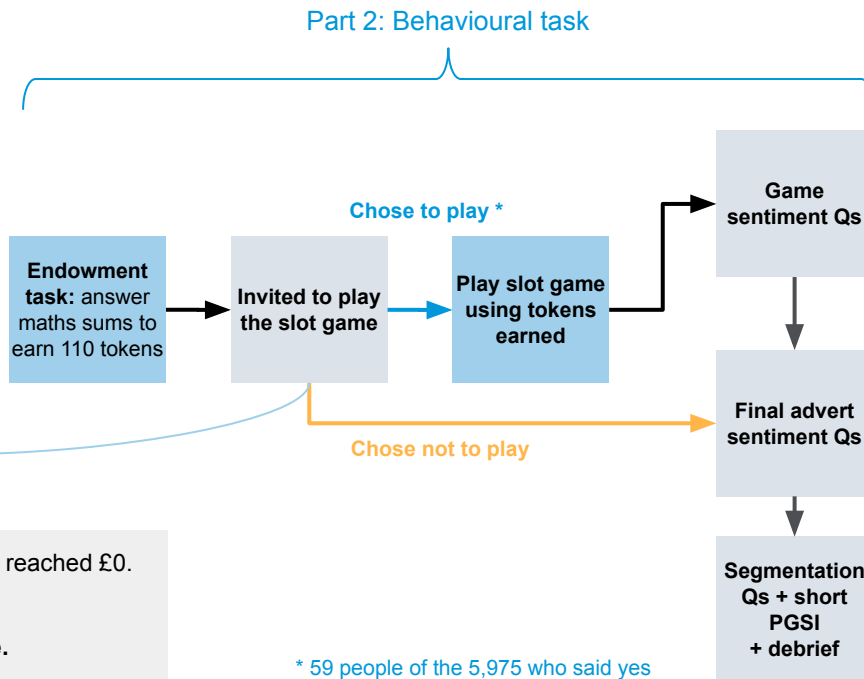 Part 2: Behavioural task
Game
sentiment Qs
Chose to play *
Endowment
task: answer
maths sums to
earn 110 tokens
Invited to play
the slot game
Play slot game
using tokens
earned
Final advert
sentiment Qs
Chose not to play
reached £0.
Segmentation
Qs + short
PGSI
+ debrief
* 59 people of the 5,975 who said yes